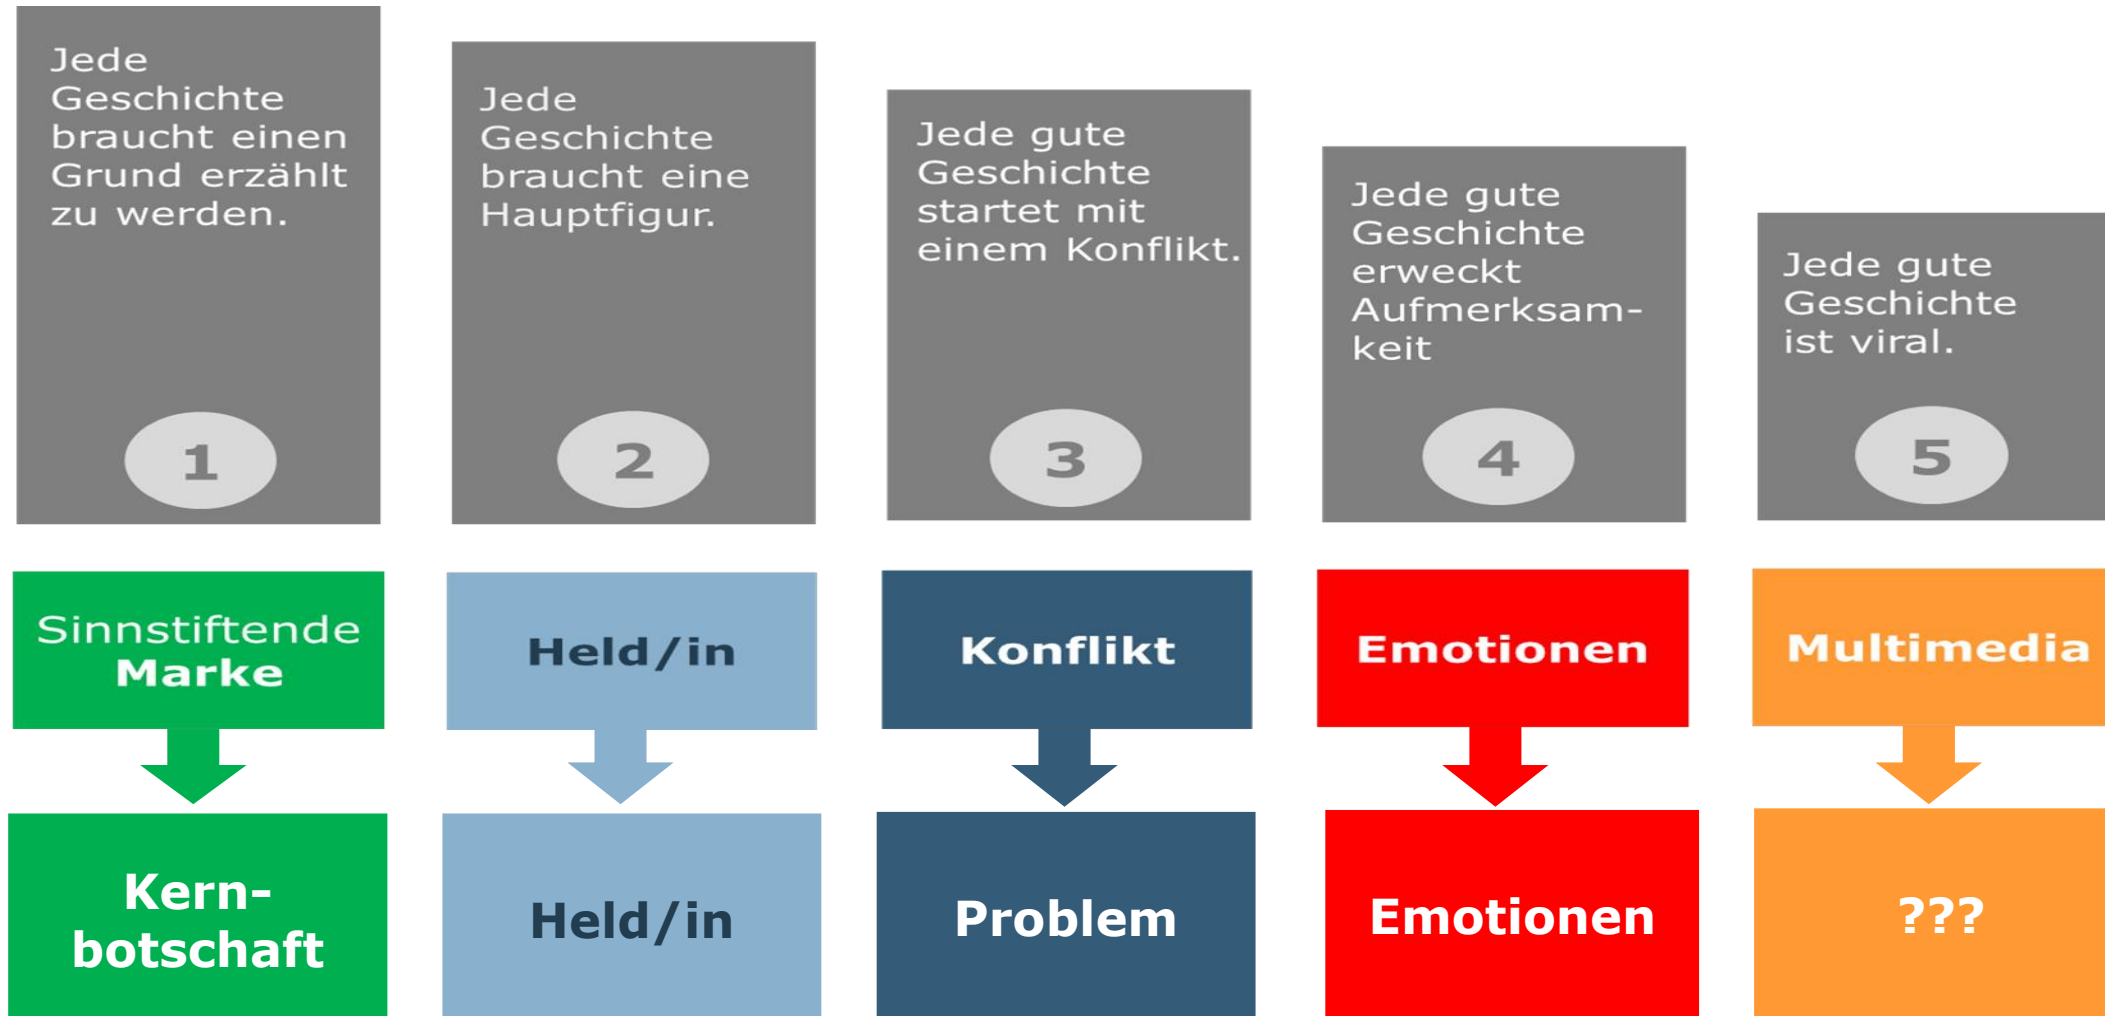 Jede
Geschichte
braucht einen
Grund erzählt
zu werden.
1
Jede
Geschichte
braucht eine
Hauptfigur.
2
Jede gute
Geschichte
startet mit
einem Konflikt.
3
Jede gute
Geschichte
erweckt
Aufmerksam-
keit
4
Jede gute
Geschichte
ist viral.
5
Sinnstiftende
Marke
Held/in
Konflikt
Emotionen
Multimedia
Kern-
botschaft
Held/in
Problem
Emotionen
???